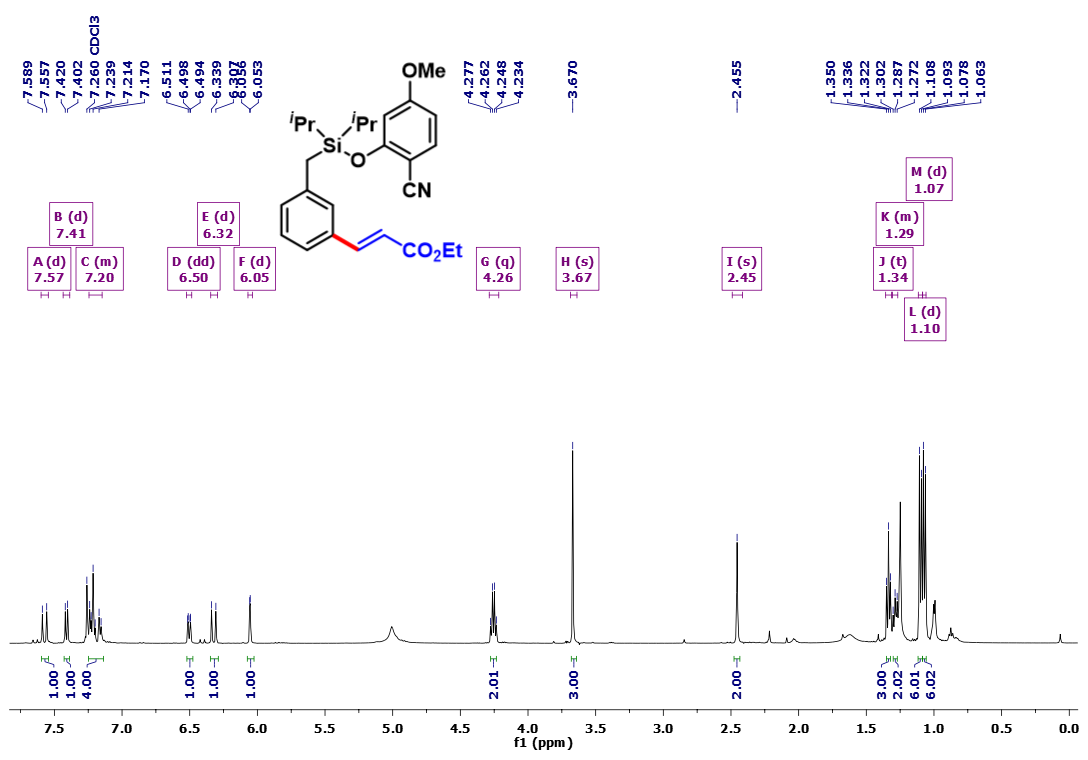 7.589
7.557
7.420
7.402
7.260 CDCl3
7.239
7.214
7.170
6.511
6.498
6.494
6.339
6.307
6.056
6.053
4.277
4.262
4.248
4.234
3.670
2.455
1.350
1.336
1.322
1.302
1.287
1.272
1.108
1.093
1.078
1.063
OMe
iPr
iPr
Si
O
CN
CO2Et
M (d)
1.07
B (d)
7.41
E (d)
6.32
K (m)
1.29
A (d)
7.57
C (m)
7.20
D (dd)
6.50
F (d)
6.05
G (q)
4.26
H (s)
3.67
I (s)
2.45
J (t)
1.34
L (d)
1.10
1.00
1.00
4.00
1.00
1.00
1.00
2.01
3.00
2.00
3.00
2.02
6.01
6.02
7.5 7.0 6.5 6.0 5.5 5.0 4.5 4.0 3.5 3.0 2.5 2.0 1.5 1.0 0.5 0.0
f1 (ppm)